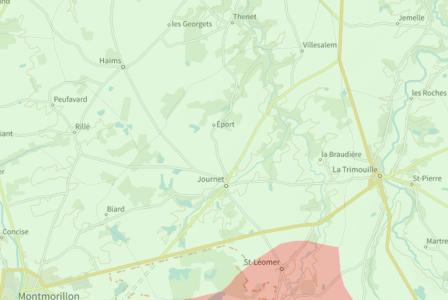 Thenet
les Georgets
Jemelle
Villesalem
Haims
les Roches
Peufavard
Rillé
Éport
la Braudière
La Trimouille
Journet
St-Pierre
Biard
Concise
Martre
St-Léomer
Montmorillon